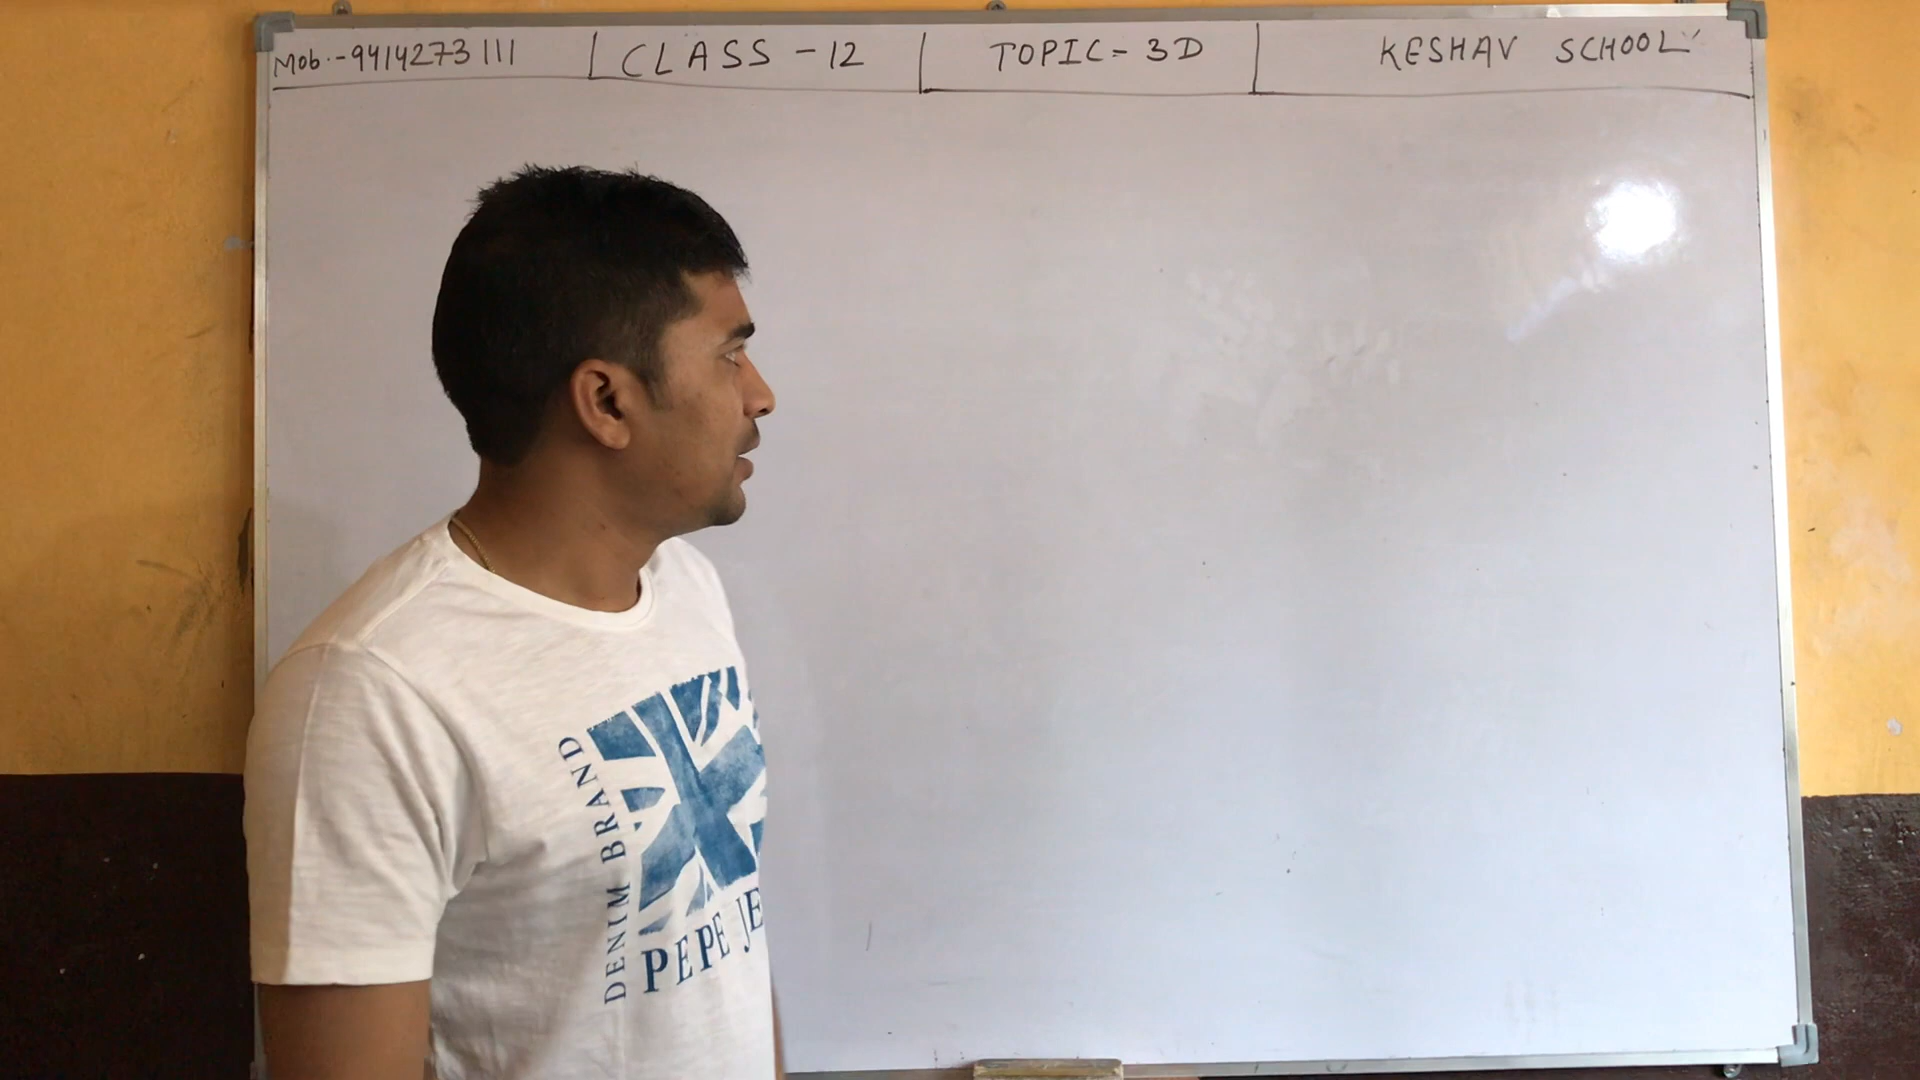 Mob.-9414273111 CLASS-12 TOPIC-3D KESHAV SCHOOL
DENIM BRAND
PEPE JE